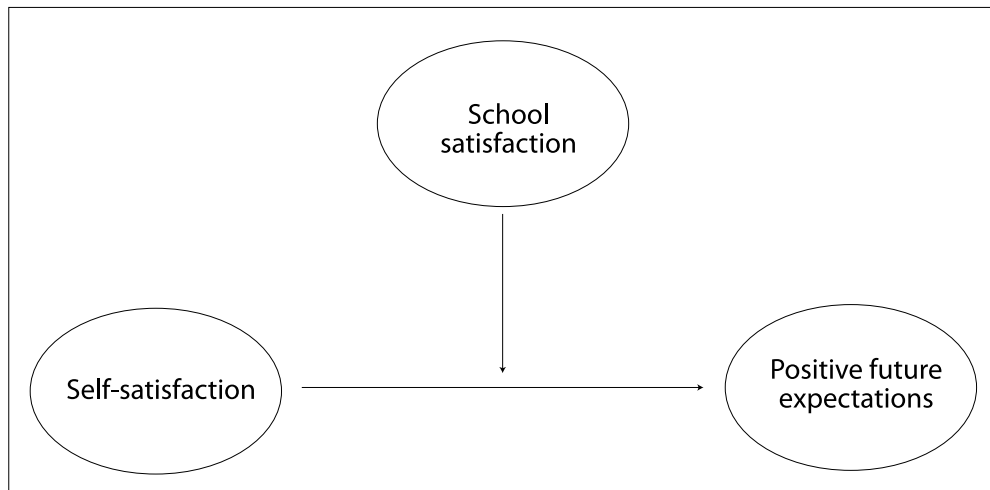 School
satisfaction
Self-satisfaction
Positive future
expectations